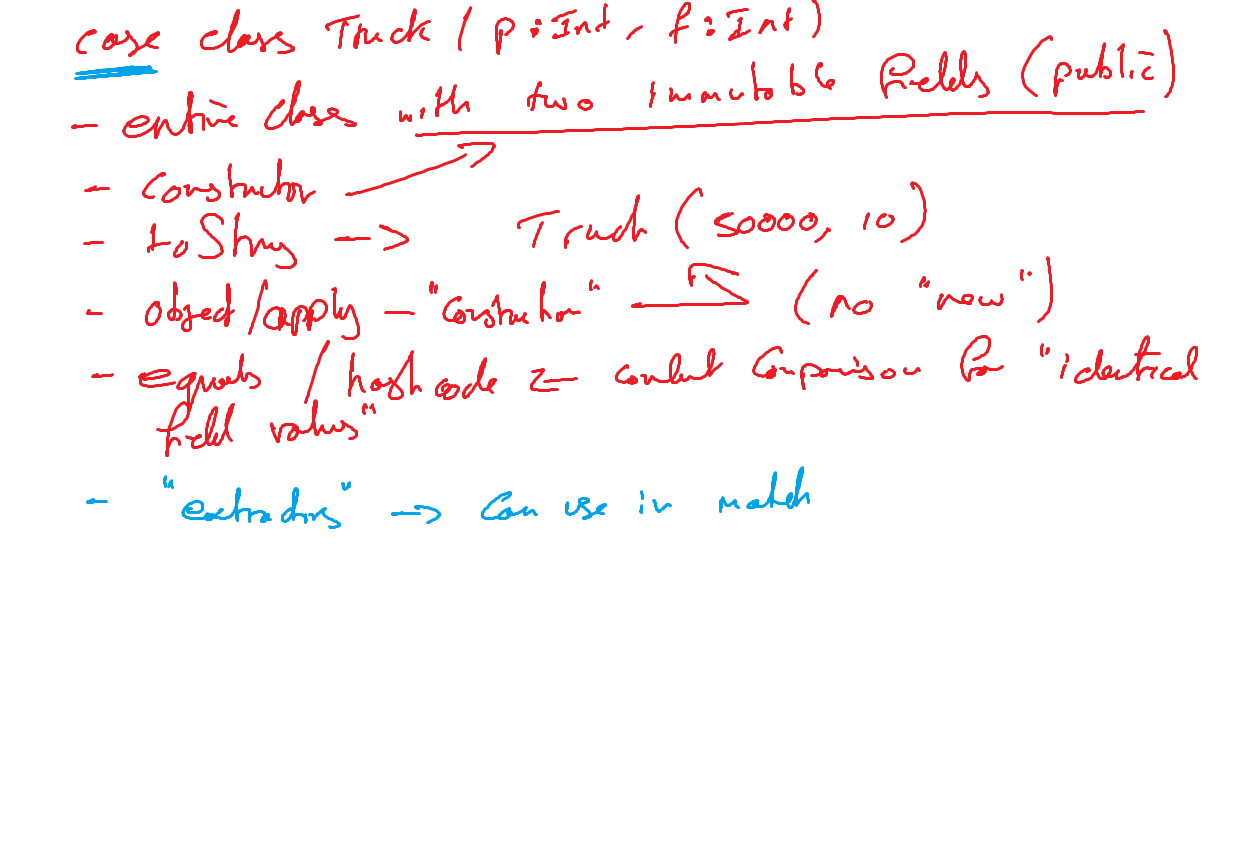 case class Truck ( p : Int, f : Int )
- entire class with two immutable fields (public)
- Constructor
- toString -> Truck (50000, 10)
- object/apply - "Constructor" (no "new")
- equals / hashcode = content comparison for "identical
field values"
- "extractors" -> Can use in match